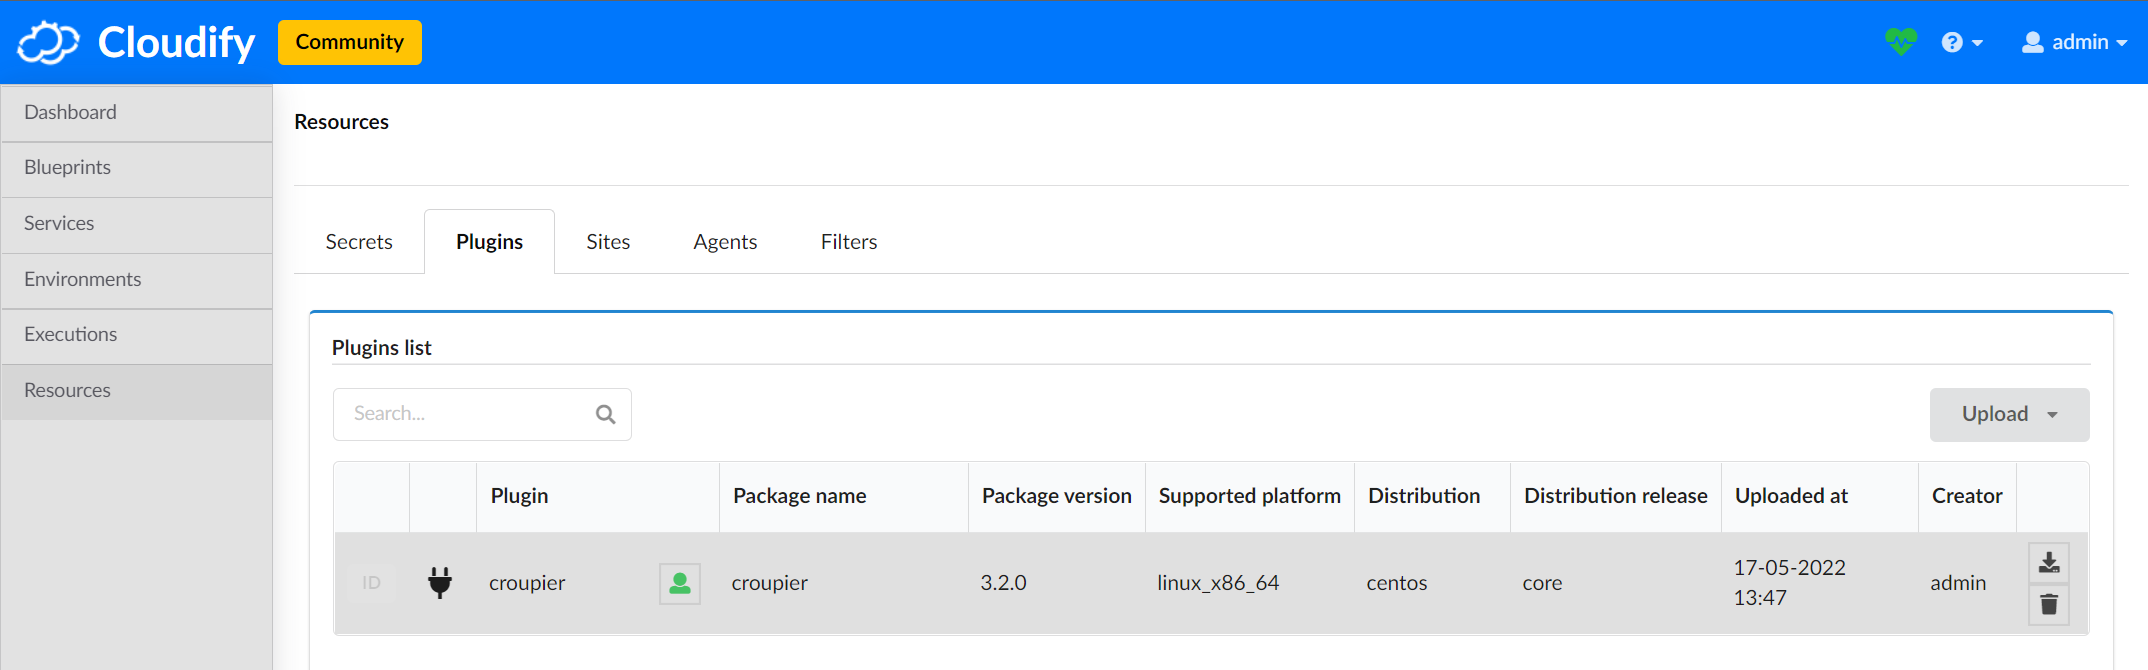 Cloudify Community ? admin
Dashboard
Blueprints
Services
Environments
Executions
Resources
Resources
Secrets Plugins Sites Agents Filters
Plugins list
Search... Upload
Plugin Package name Package version Supported platform Distribution Distribution release Uploaded at Creator
ID croupier croupier 3.2.0 linux_x86_64 centos core 17-05-2022 13:47 admin